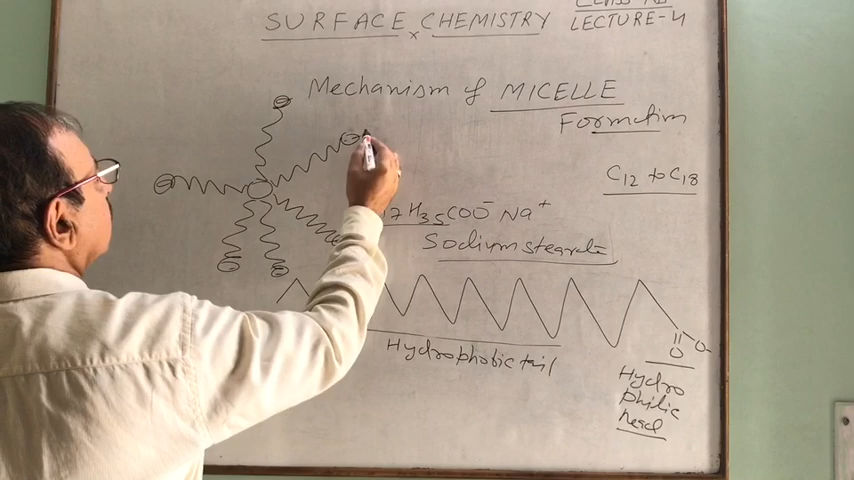 SURFACE CHEMISTRY
LECTURE-4
Mechanism of MICELLE
Formation
C12 to C18
17H35COO⁻ Na⁺
Sodium stearate
O
O-
Hydrophobic tail
Hydro
philic
head